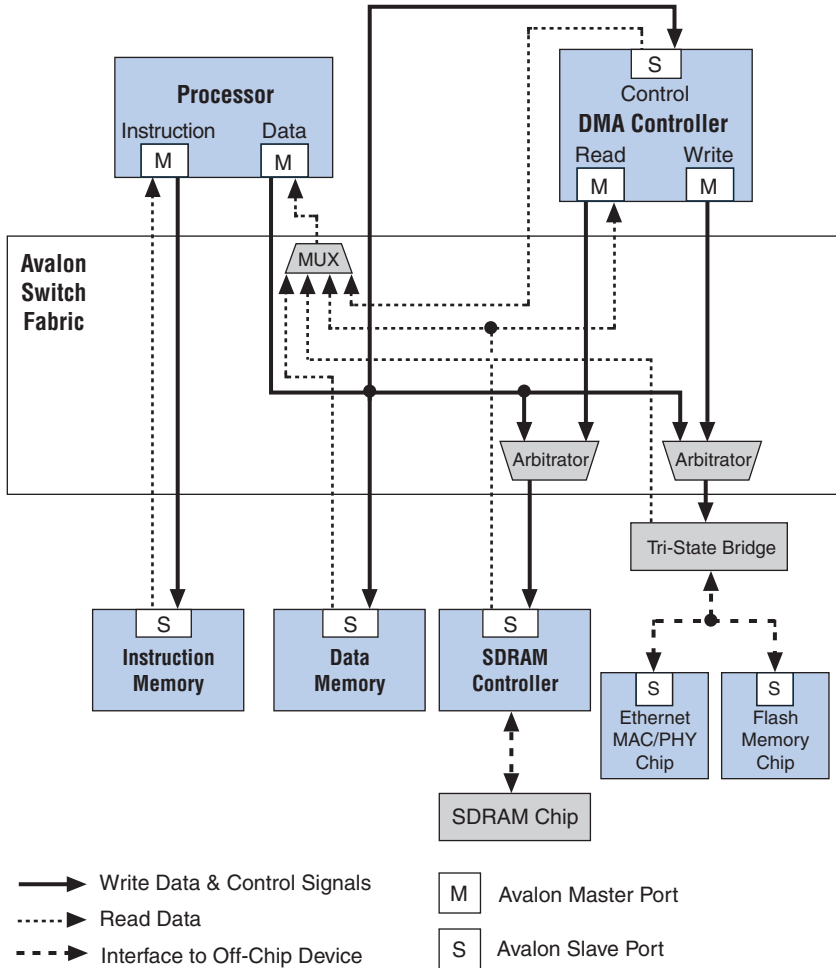 S
Control
DMA Controller
Read
Write
M
M
Processor
Instruction
Data
M
M
Avalon
Switch
Fabric
MUX
Arbitrator
Arbitrator
Tri-State Bridge
S
Instruction
Memory
S
Data
Memory
S
SDRAM
Controller
S
Ethernet
MAC/PHY
Chip
S
Flash
Memory
Chip
SDRAM Chip
Write Data & Control Signals
Read Data
Interface to Off-Chip Device
M
Avalon Master Port
S
Avalon Slave Port